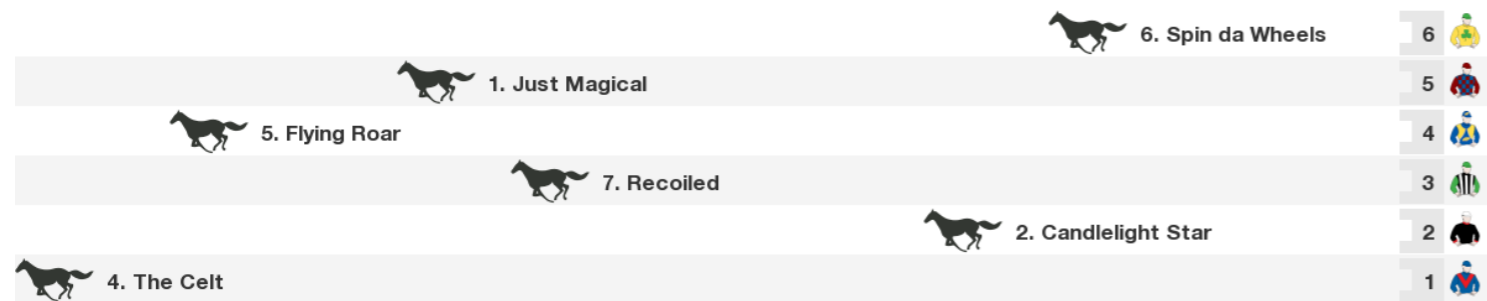 6. Spin da Wheels 6
1. Just Magical 5
5. Flying Roar 4
7. Recoiled 3
2. Candlelight Star 2
4. The Celt 1